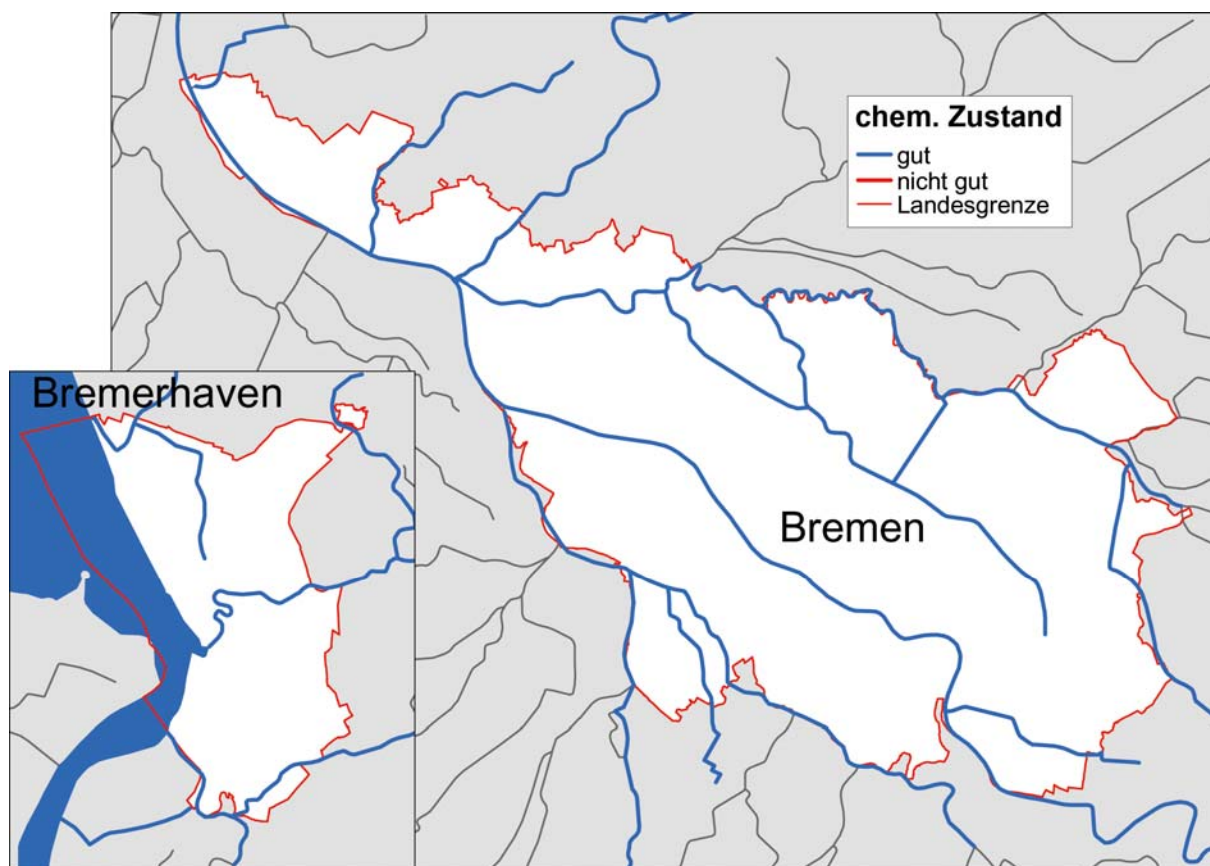 chem. Zustand
gut
nicht gut
Landesgrenze
Bremerhaven
Bremen